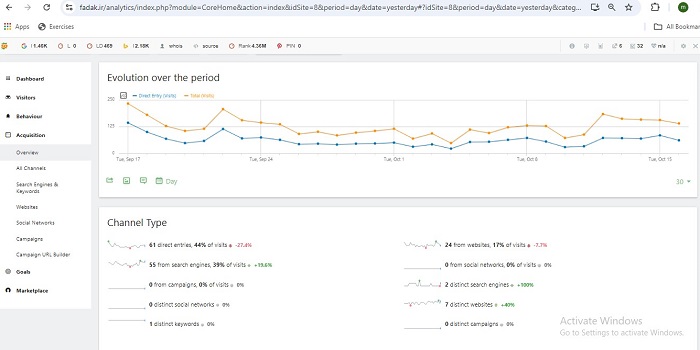 fadak.ir/analytics/index.php?module=CoreHome&action=index&idSite=8&period=day&date=yesterday#?idSite=8&period=day&date=yesterday&categ...
m
Apps
Exercises
All Bookmar
1.46K
L 0
LD 469
2.18K
whois
source
Rank 4.36M
PIN 0
6
32
n/a
Dashboard
Visitors
Behaviour
Acquisition
Overview
All Channels
Search Engines &
Keywords
Websites
Social Networks
Campaigns
Campaign URL Builder
Goals
Marketplace
Evolution over the period
250
Direct Entry (Visits)
Total (Visits)
125
0
Tue, Sep 17
Tue, Sep 24
Tue, Oct 1
Tue, Oct 8
Tue, Oct 15
Day
30
Channel Type
61 direct entries, 44% of visits -27.4%
24 from websites, 17% of visits -7.7%
55 from search engines, 39% of visits +19.6%
0 from social networks, 0% of visits 0%
0 from campaigns, 0% of visits 0%
2 distinct search engines +100%
0 distinct social networks 0%
7 distinct websites +40%
1 distinct keywords 0%
0 distinct campaigns 0%
Activate Windows
Go to Settings to activate Windows.